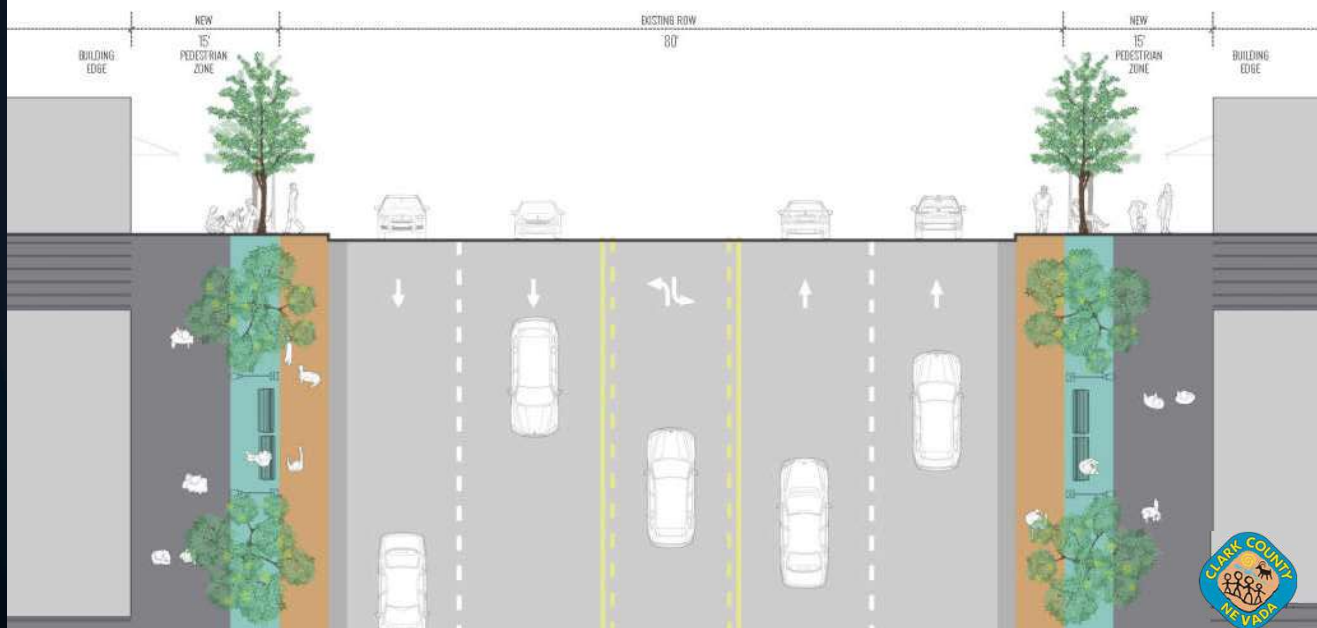 NEW
EXISTING ROW
NEW
15'
80'
15'
BUILDING
EDGE
PEDESTRIAN
ZONE
PEDESTRIAN
ZONE
BUILDING
EDGE
CLARK COUNTY
NEVADA